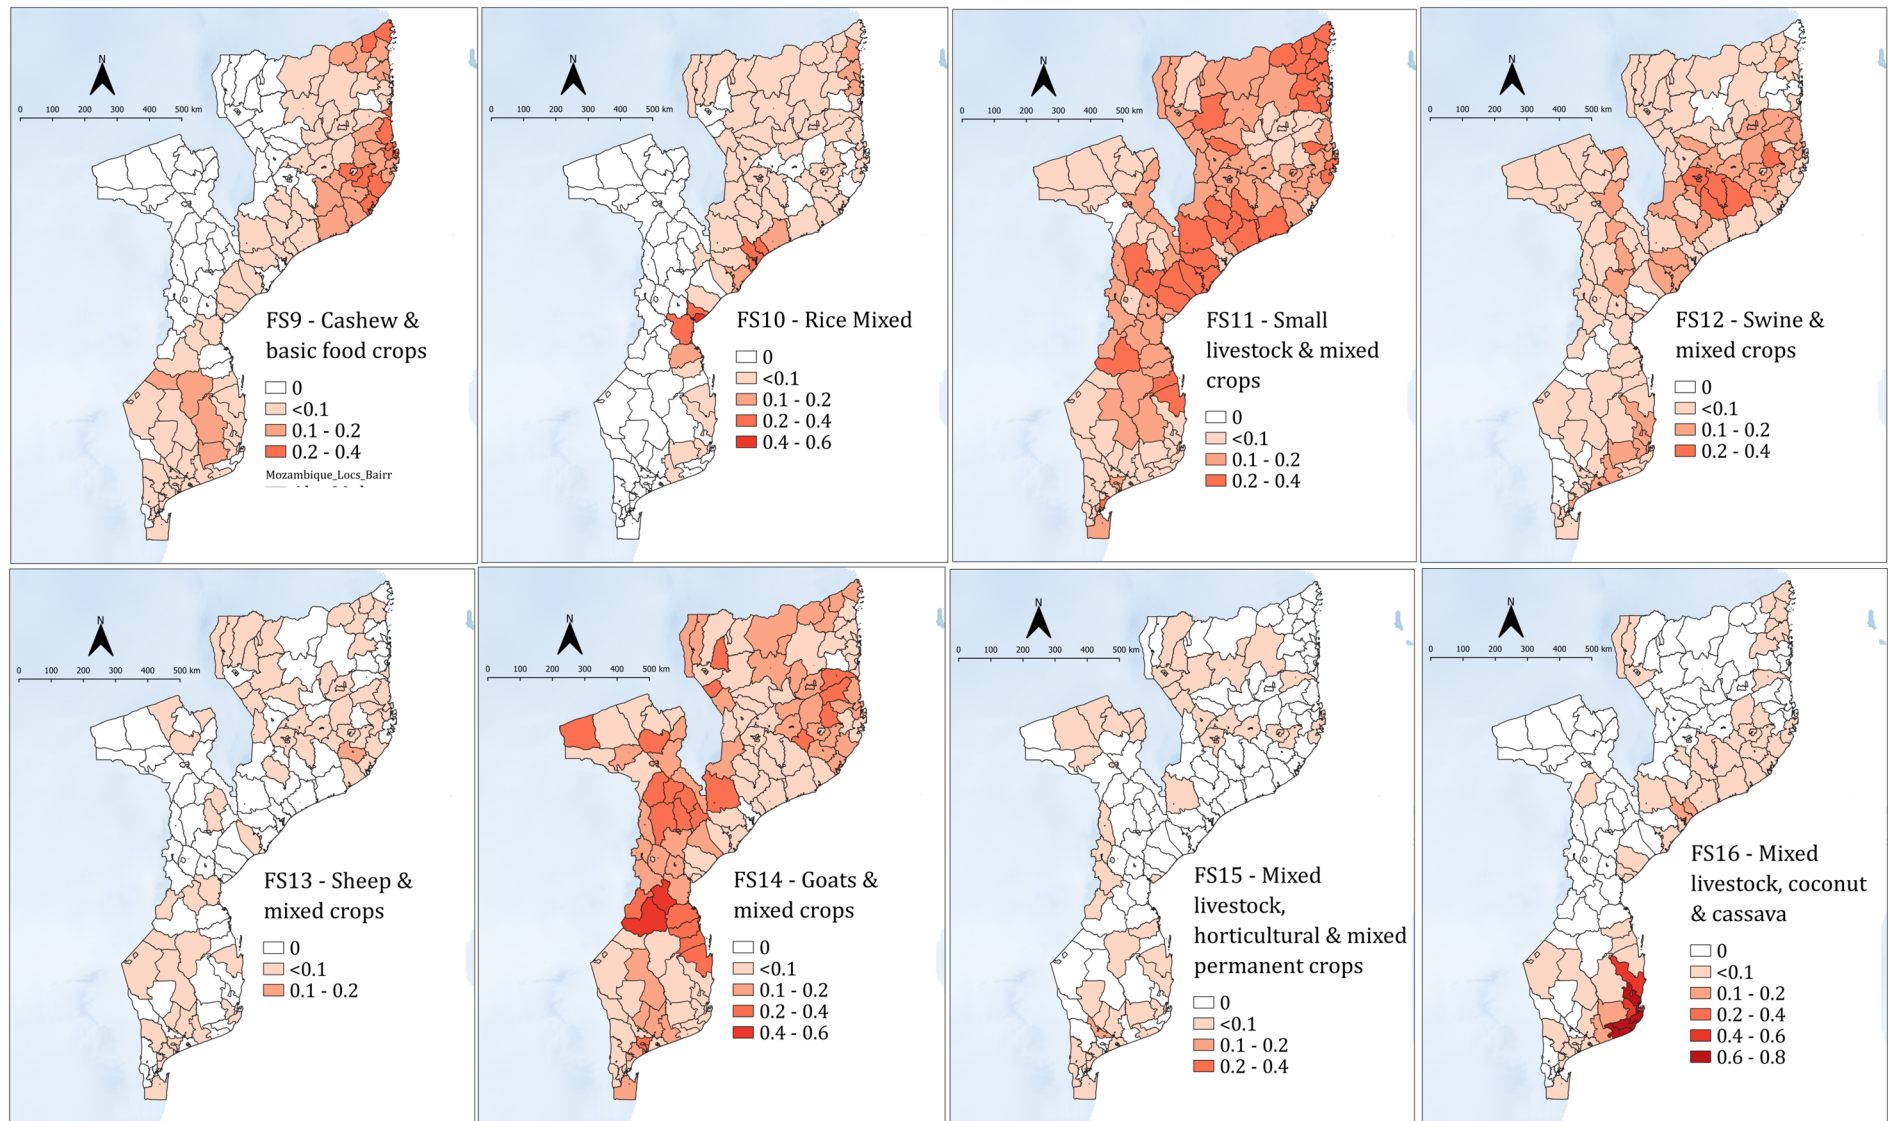 N
0 100 200 300 400 500 km
FS9 - Cashew &
basic food crops
0
<0.1
0.1 - 0.2
0.2 - 0.4
Mozambique_Locs_Bairr
N
0 100 200 300 400 500 km
FS10 - Rice Mixed
0
<0.1
0.1 - 0.2
0.2 - 0.4
0.4 - 0.6
N
0 100 200 300 400 500 km
FS11 - Small
livestock & mixed
crops
0
<0.1
0.1 - 0.2
0.2 - 0.4
N
0 100 200 300 400 500 km
FS12 - Swine &
mixed crops
0
<0.1
0.1 - 0.2
0.2 - 0.4
N
0 100 200 300 400 500 km
FS13 - Sheep &
mixed crops
0
<0.1
0.1 - 0.2
N
0 100 200 300 400 500 km
FS14 - Goats &
mixed crops
0
<0.1
0.1 - 0.2
0.2 - 0.4
0.4 - 0.6
N
0 100 200 300 400 500 km
FS15 - Mixed
livestock,
horticultural & mixed
permanent crops
0
<0.1
0.1 - 0.2
0.2 - 0.4
N
0 100 200 300 400 500 km
FS16 - Mixed
livestock, coconut
& cassava
0
<0.1
0.1 - 0.2
0.2 - 0.4
0.4 - 0.6
0.6 - 0.8